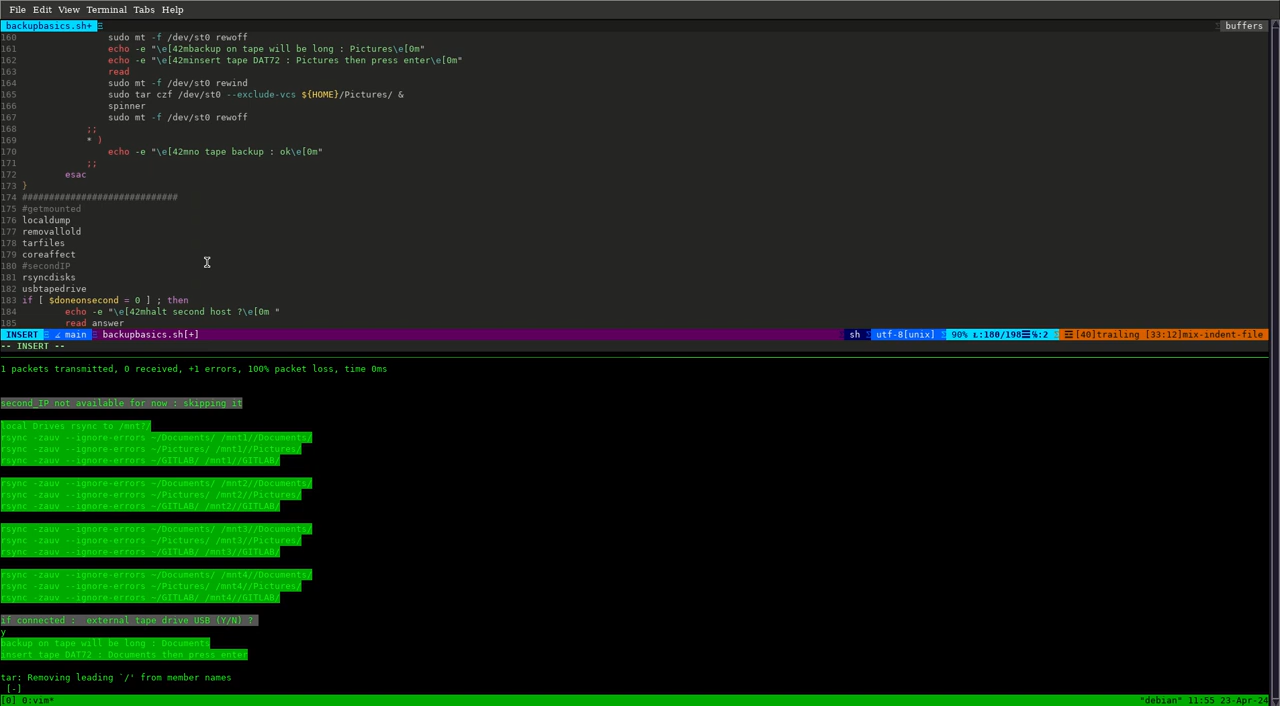 File Edit View Terminal Tabs Help
backupbasics.sh+ buffers
160 sudo mt -f /dev/st0 rewoff
161 echo -e "\e[42mbackup on tape will be long : Pictures\e[0m"
162 echo -e "\e[42minsert tape DAT72 : Pictures then press enter\e[0m"
163 read
164 sudo mt -f /dev/st0 rewind
165 sudo tar czf /dev/st0 --exclude-vcs ${HOME}/Pictures/ &
166 spinner
167 sudo mt -f /dev/st0 rewoff
168 ;;
169 * )
170 echo -e "\e[42mno tape backup : ok\e[0m"
171 ;;
172 esac
173 }
174 #############################
175 #getmounted
176 localdump
177 removallold
178 tarfiles
179 coreaffect
180 #secondIP
181 rsyncdisks
182 usbtapedrive
183 if [ $doneonsecond = 0 ] ; then
184 echo -e "\e[42mhalt second host ?\e[0m "
185 read answer
INSERT main backupbasics.sh[+] sh utf-8[unix] 90% L:180/198☰℅:2 ☲[40]trailing [33:12]mix-indent-file
-- INSERT --
1 packets transmitted, 0 received, +1 errors, 100% packet loss, time 0ms
second_IP not available for now : skipping it
local Drives rsync to /mnt?/
rsync -zauv --ignore-errors ~/Documents/ /mnt1//Documents/
rsync -zauv --ignore-errors ~/Pictures/ /mnt1//Pictures/
rsync -zauv --ignore-errors ~/GITLAB/ /mnt1//GITLAB/
rsync -zauv --ignore-errors ~/Documents/ /mnt2//Documents/
rsync -zauv --ignore-errors ~/Pictures/ /mnt2//Pictures/
rsync -zauv --ignore-errors ~/GITLAB/ /mnt2//GITLAB/
rsync -zauv --ignore-errors ~/Documents/ /mnt3//Documents/
rsync -zauv --ignore-errors ~/Pictures/ /mnt3//Pictures/
rsync -zauv --ignore-errors ~/GITLAB/ /mnt3//GITLAB/
rsync -zauv --ignore-errors ~/Documents/ /mnt4//Documents/
rsync -zauv --ignore-errors ~/Pictures/ /mnt4//Pictures/
rsync -zauv --ignore-errors ~/GITLAB/ /mnt4//GITLAB/
if connected :  external tape drive USB (Y/N) ?
y
backup on tape will be long : Documents
insert tape DAT72 : Documents then press enter
tar: Removing leading `/' from member names
[-]
[0] 0:vim* "debian" 11:55 23-Apr-24